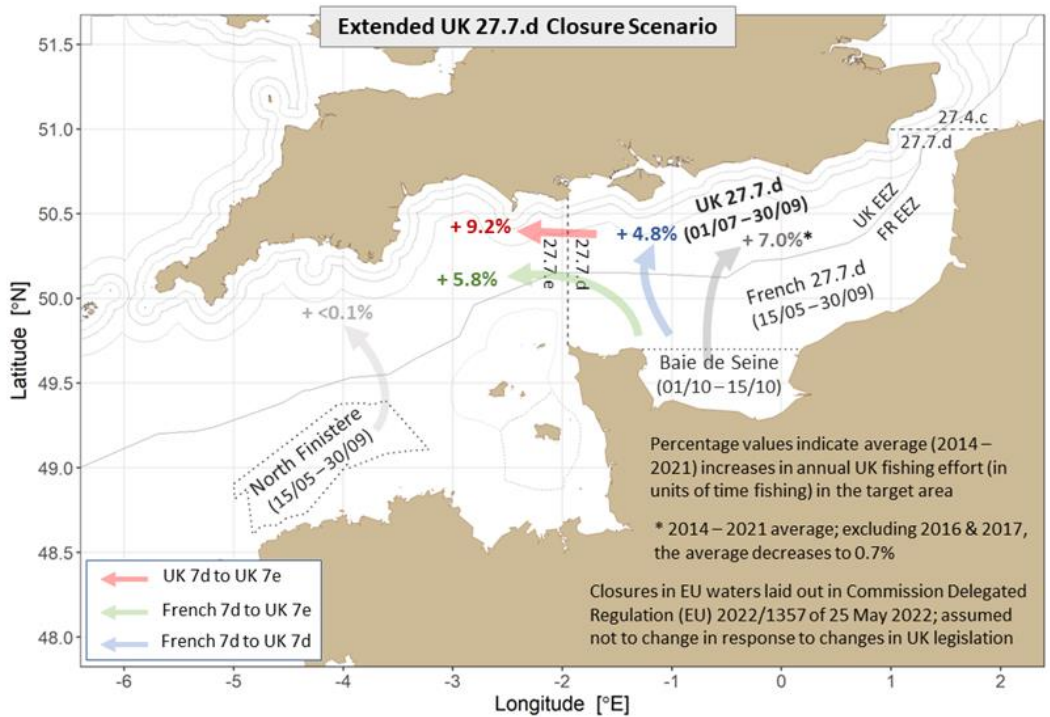 Extended UK 27.7.d Closure Scenario
51.5
51.0
50.5
50.0
49.5
49.0
48.5
48.0
Latitude [°N]
27.4.c
27.7.d
UK 27.7.d
(01/07 – 30/09)
+ 7.0%*
UK EEZ
FR EEZ
+ 9.2%
+ 4.8%
27.7.e
27.7.d
+ 5.8%
French 27.7.d
(15/05 – 30/09)
+ <0.1%
Baie de Seine
(01/10 – 15/10)
North Finistère
(15/05 – 30/09)
Percentage values indicate average (2014 –
2021) increases in annual UK fishing effort (in
units of time fishing) in the target area
* 2014 – 2021 average; excluding 2016 & 2017,
the average decreases to 0.7%
Closures in EU waters laid out in Commission Delegated
Regulation (EU) 2022/1357 of 25 May 2022; assumed
not to change in response to changes in UK legislation
UK 7d to UK 7e
French 7d to UK 7e
French 7d to UK 7d
-6 -5 -4 -3 -2 -1 0 1 2
Longitude [°E]